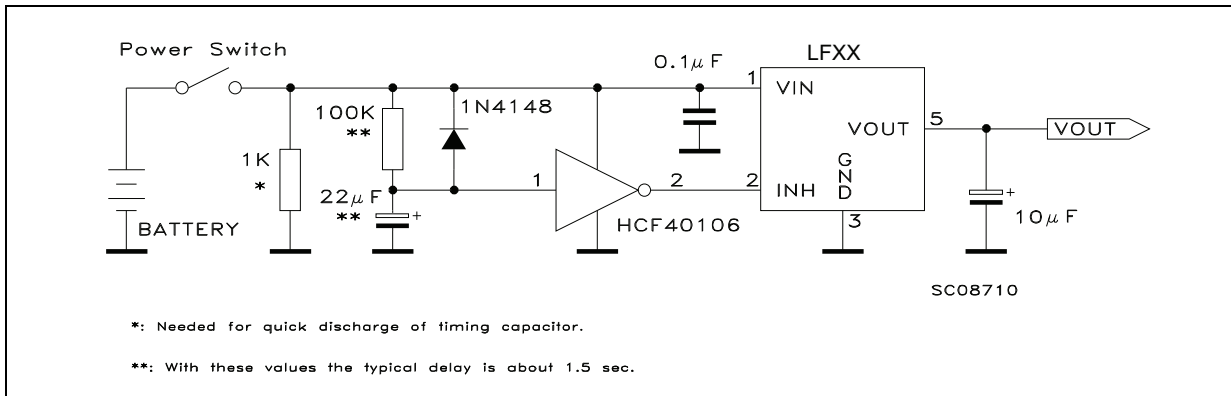 Power Switch
LFXX
0.1µF
1
VIN
1N4148
100K
**
VOUT
5
VOUT
1K
*
GND
1
2
2
INH
22µF
**
+
3
+
10µF
BATTERY
HCF40106
SC08710
*: Needed for quick discharge of timing capacitor.
**: With these values the typical delay is about 1.5 sec.